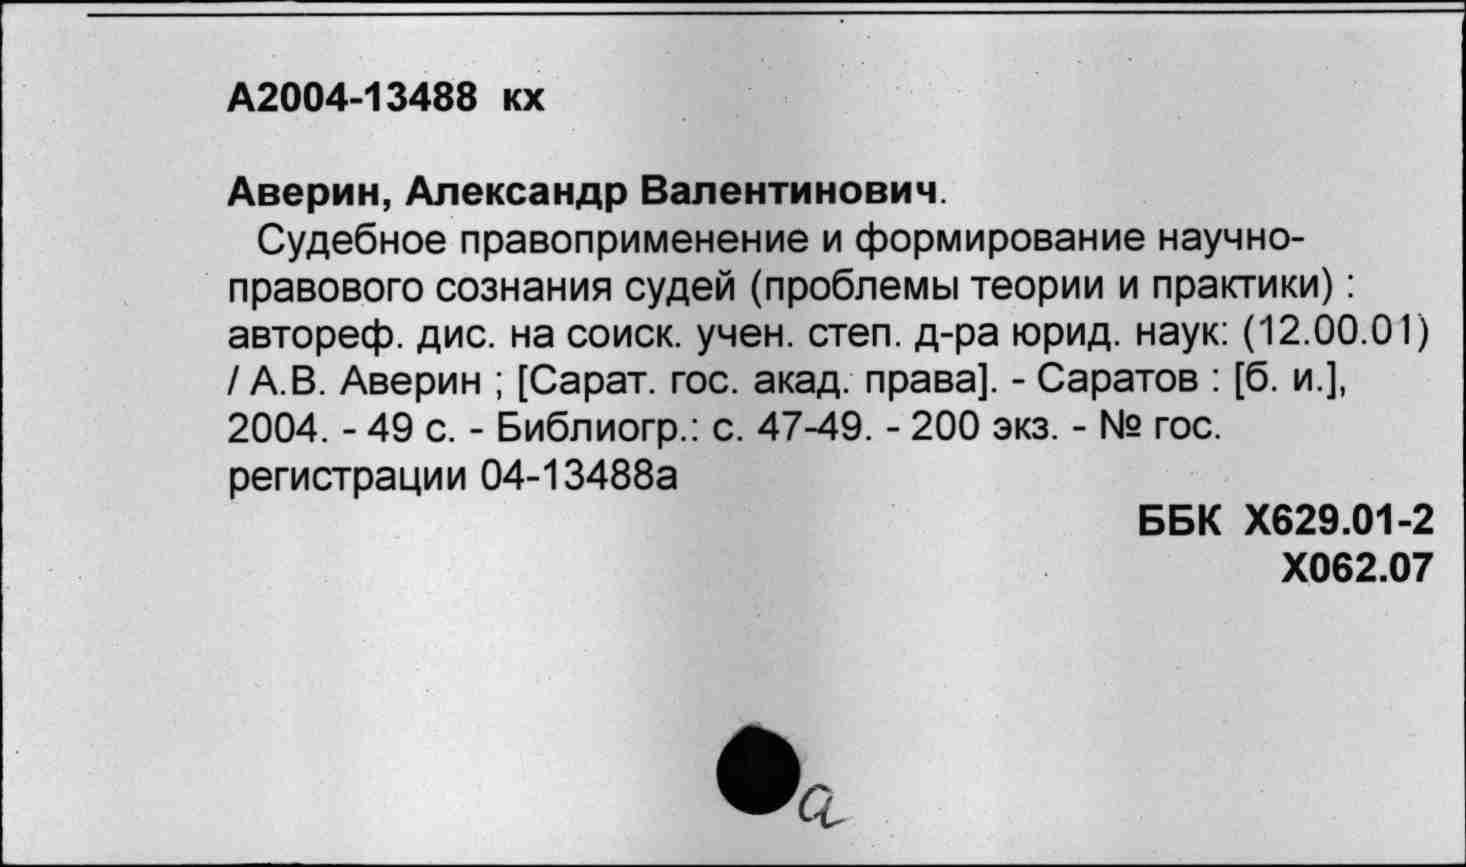 А2004-13488 кх
Аверин, Александр Валентинович.
Судебное правоприменение и формирование научно-
правового сознания судей (проблемы теории и практики) :
автореф. дис. на соиск. учен. степ. д-ра юрид. наук: (12.00.01)
/ А.В. Аверин ; [Сарат. гос. акад. права]. - Саратов : [б. и.],
2004. - 49 с. - Библиогр.: с. 47-49. - 200 экз. - № гос.
регистрации 04-13488а
ББК Х629.01-2
Х062.07
а